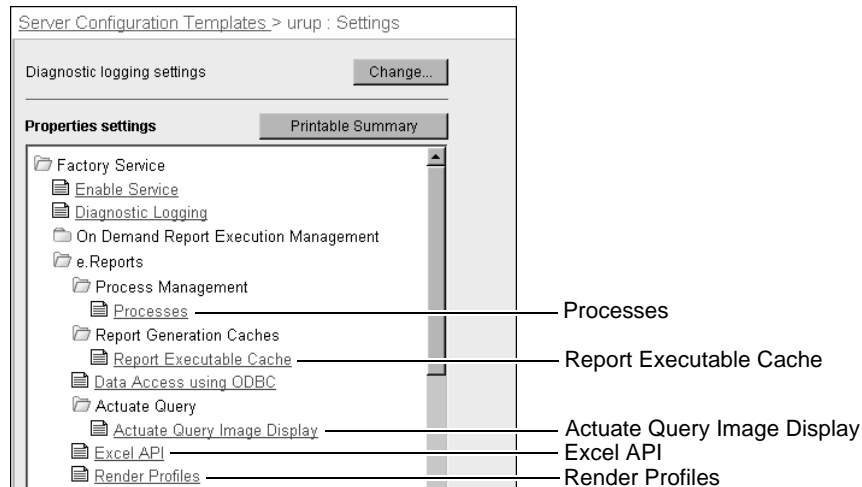 Server Configuration Templates > urup : Settings
Diagnostic logging settings
Change...
Properties settings
Printable Summary
Factory Service
Enable Service
Diagnostic Logging
On Demand Report Execution Management
e.Reports
Process Management
Processes
Processes
Report Generation Caches
Report Executable Cache
Report Executable Cache
Data Access using ODBC
Actuate Query
Actuate Query Image Display
Actuate Query Image Display
Excel API
Excel API
Render Profiles
Render Profiles